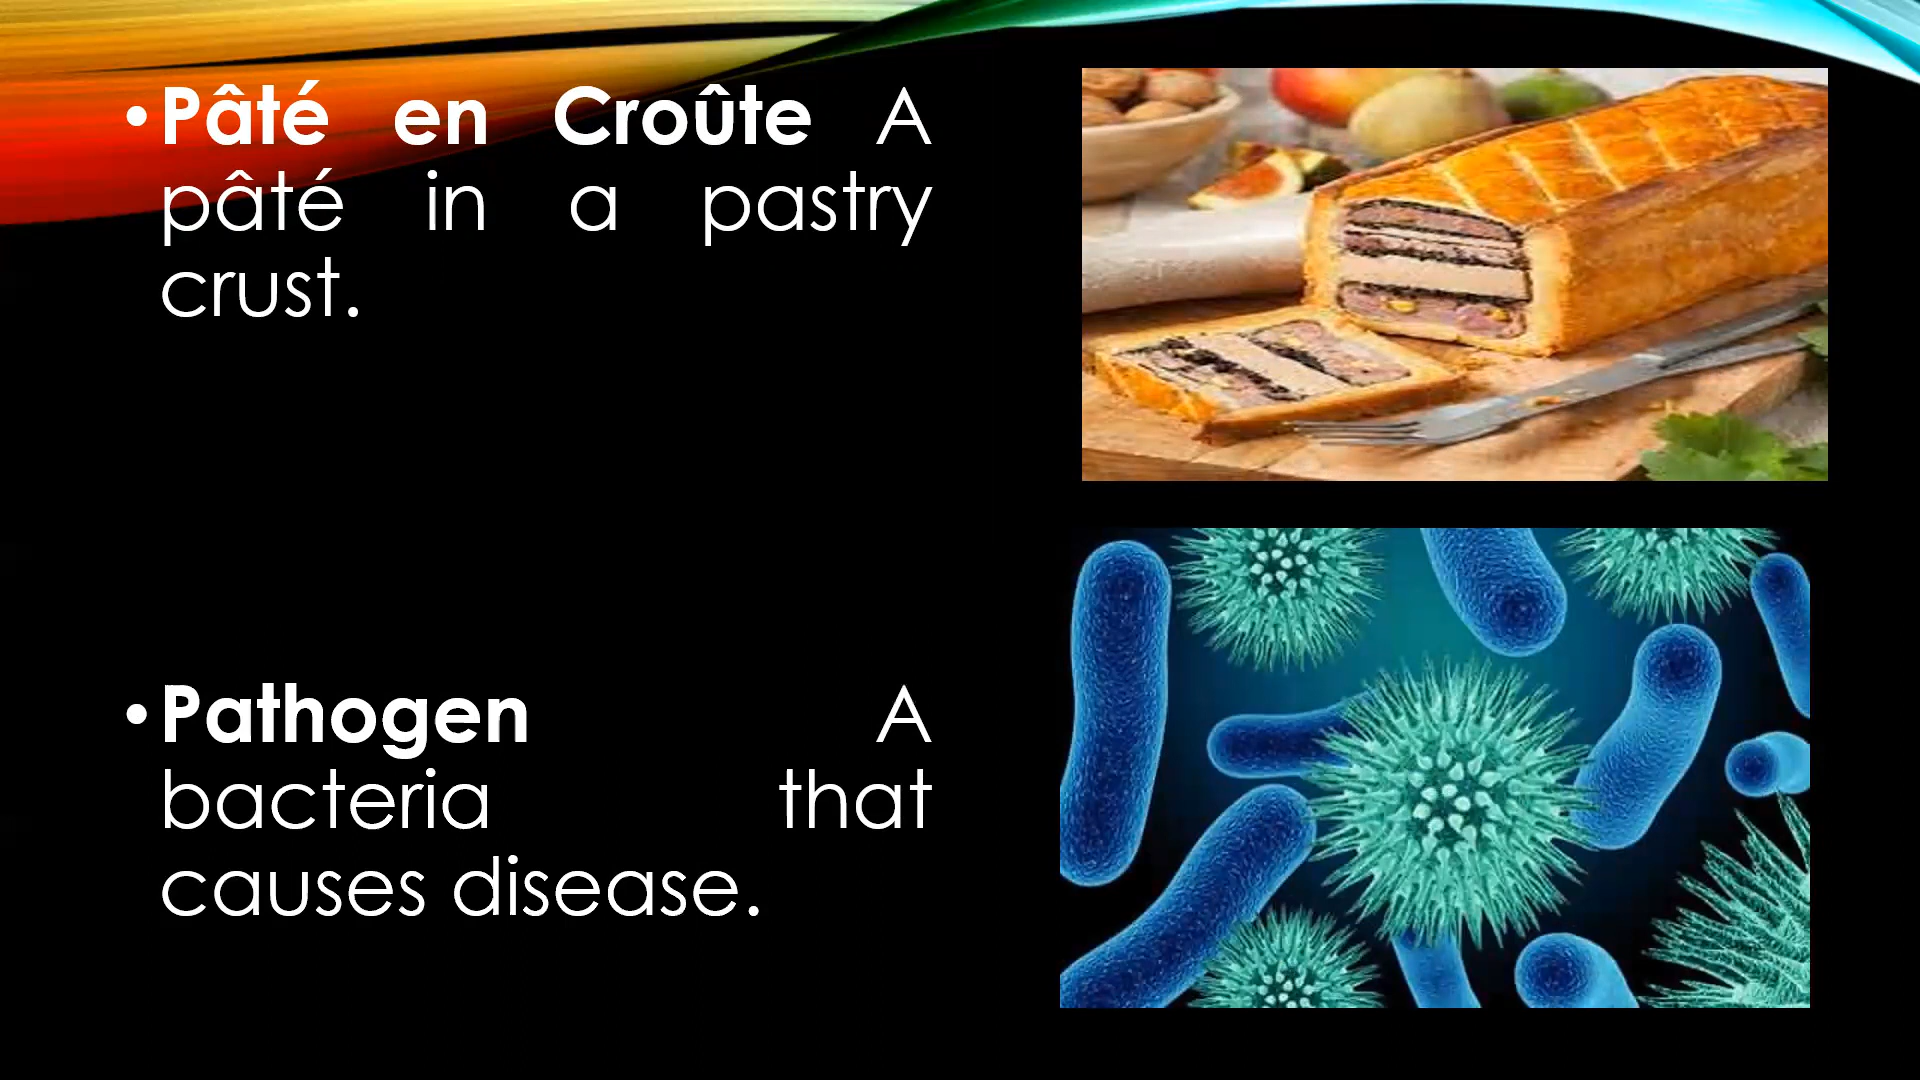 •Pâté en Croûte A
pâté in a pastry
crust.
•Pathogen A
bacteria that
causes disease.